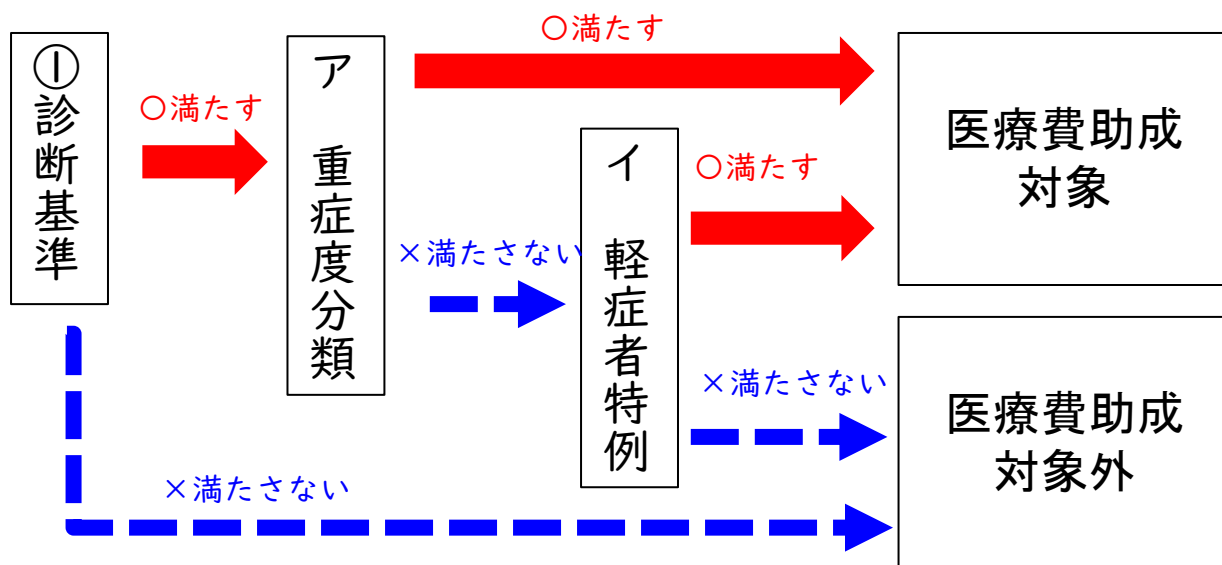 ①診断基準
〇満たす
ア 重症度分類
〇満たす
×満たさない
イ 軽症者特例
〇満たす
×満たさない
×満たさない
医療費助成
対象
医療費助成
対象外